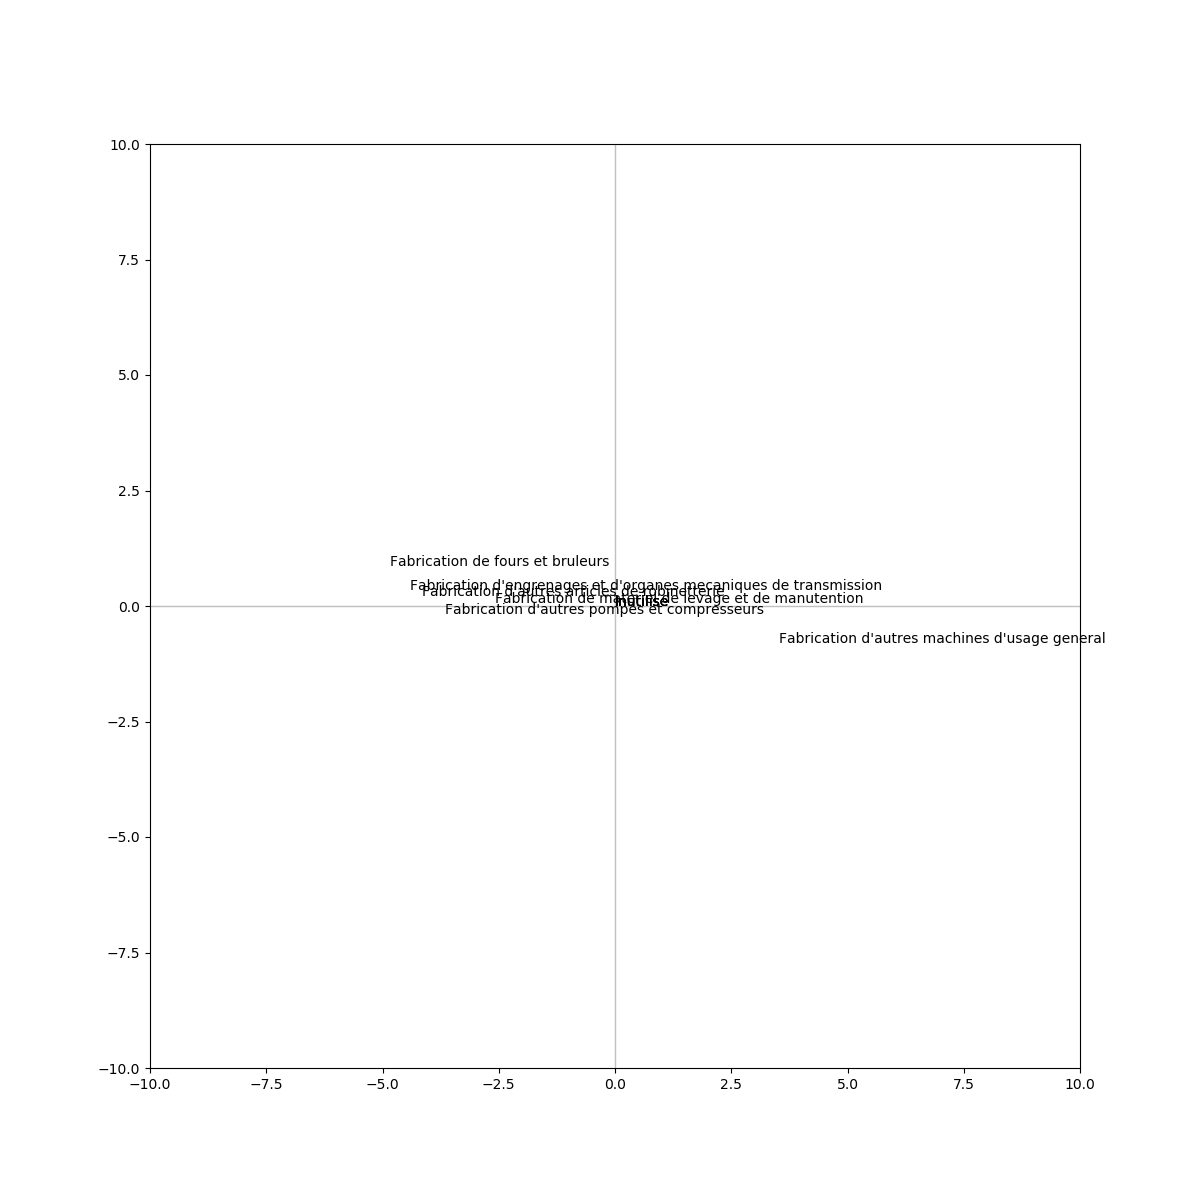 10.0
7.5
5.0
2.5
0.0
−2.5
−5.0
−7.5
−10.0
Fabrication de fours et bruleurs
Fabrication d'engrenages et d'organes mecaniques de transmission
Fabrication d'autres articles de robinetterie
Fabrication de materiel de levage et de manutention
Inutilise
Fabrication d'autres pompes et compresseurs
Fabrication d'autres machines d'usage general
−10.0 −7.5 −5.0 −2.5 0.0 2.5 5.0 7.5 10.0